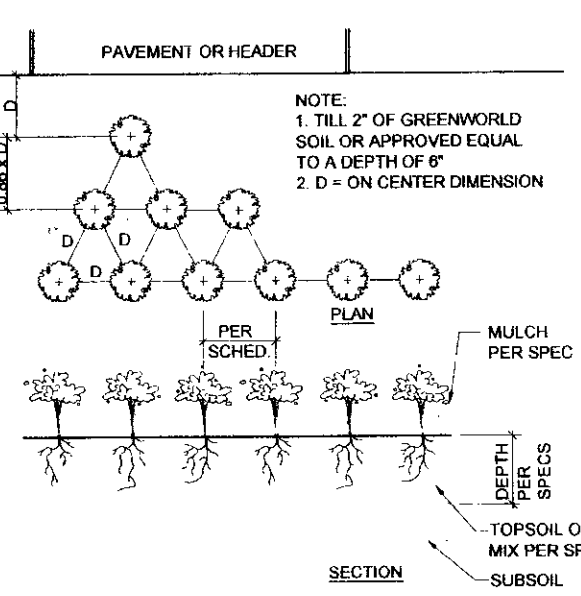 PAVEMENT OR HEADER
D
NOTE:
1. TILL 2" OF GREENWORLD
SOIL OR APPROVED EQUAL
TO A DEPTH OF 6"
2. D = ON CENTER DIMENSION
D
D
D
PLAN
PER
SCHED.
MULCH
PER SPEC
DEPTH
PER
SPECS
TOPSOIL
MIX PER
SUBSOIL
SECTION